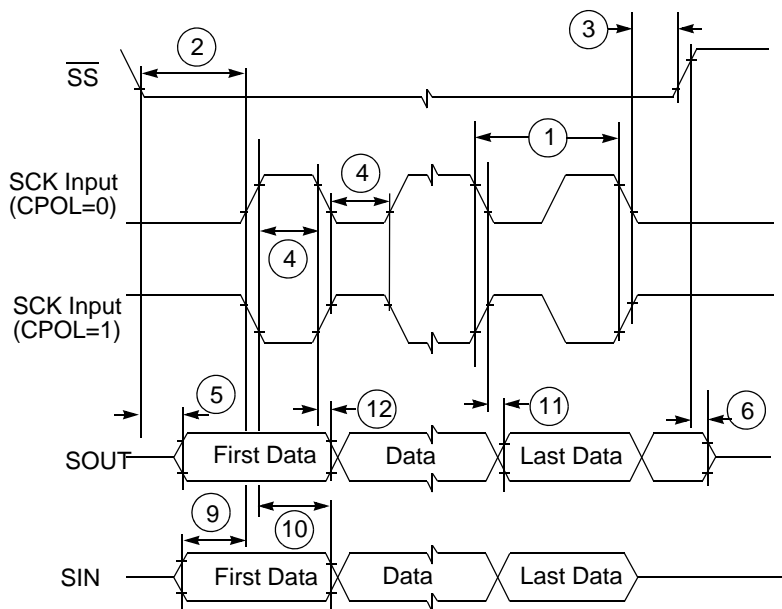 2
3
SS
1
SCK Input
(CPOL=0)
4
4
SCK Input
(CPOL=1)
5
12
11
6
SOUT
First Data
Data
Last Data
9
10
SIN
First Data
Data
Last Data